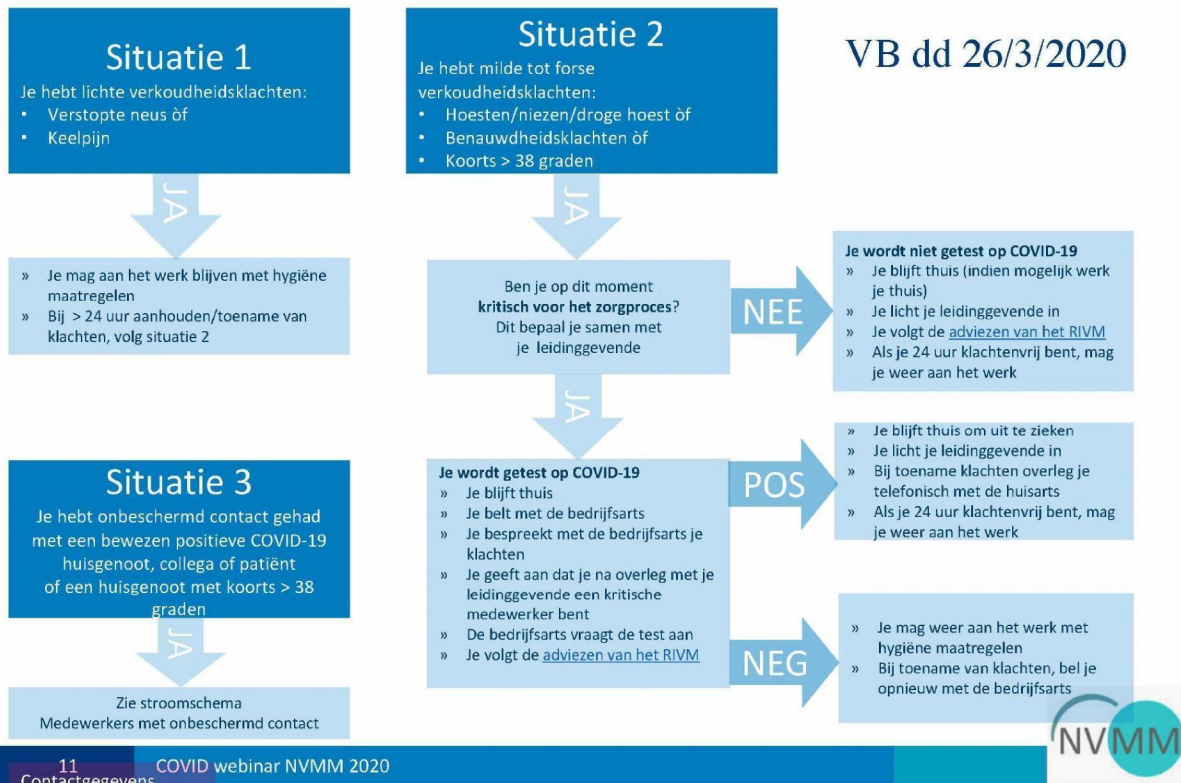 Situatie 1
Je hebt lichte verkoudheidsklachten:
• Verstopte neus òf
• Keelpijn
JA
» Je mag aan het werk blijven met hygiëne
maatregelen
» Bij > 24 uur aanhouden/toename van
klachten, volg situatie 2
Situatie 2
Je hebt milde tot forse
verkoudheidsklachten:
• Hoesten/niezen/droge hoest òf
• Benauwdheidsklachten òf
• Koorts > 38 graden
JA
VB dd 26/3/2020
Ben je op dit moment
kritisch voor het zorgproces?
Dit bepaal je samen met
je leidinggevende
NEE
Je wordt niet getest op COVID-19
» Je blijft thuis (indien mogelijk werk
je thuis)
» Je licht je leidinggevende in
» Je volgt de adviezen van het RIVM
» Als je 24 uur klachtenvrij bent, mag
je weer aan het werk
JA
Je wordt getest op COVID-19
» Je blijft thuis
» Je belt met de bedrijfsarts
» Je bespreekt met de bedrijfsarts je
klachten
» Je geeft aan dat je na overleg met je
leidinggevende een kritische
medewerker bent
» De bedrijfsarts vraagt de test aan
» Je volgt de adviezen van het RIVM
POS
» Je blijft thuis om uit te zieken
» Je licht je leidinggevende in
» Bij toename klachten overleg je
telefonisch met de huisarts
» Als je 24 uur klachtenvrij bent, mag
je weer aan het werk
NEG
» Je mag weer aan het werk met
hygiëne maatregelen
» Bij toename van klachten, bel je
opnieuw met de bedrijfsarts
Situatie 3
Je hebt onbeschermd contact gehad
met een bewezen positieve COVID-19
huisgenoot, collega of patiënt
of een huisgenoot met koorts > 38
graden
JA
Zie stroomschema
Medewerkers met onbeschermd contact
11 COVID webinar NVMM 2020
Contactgegevens
NVMM